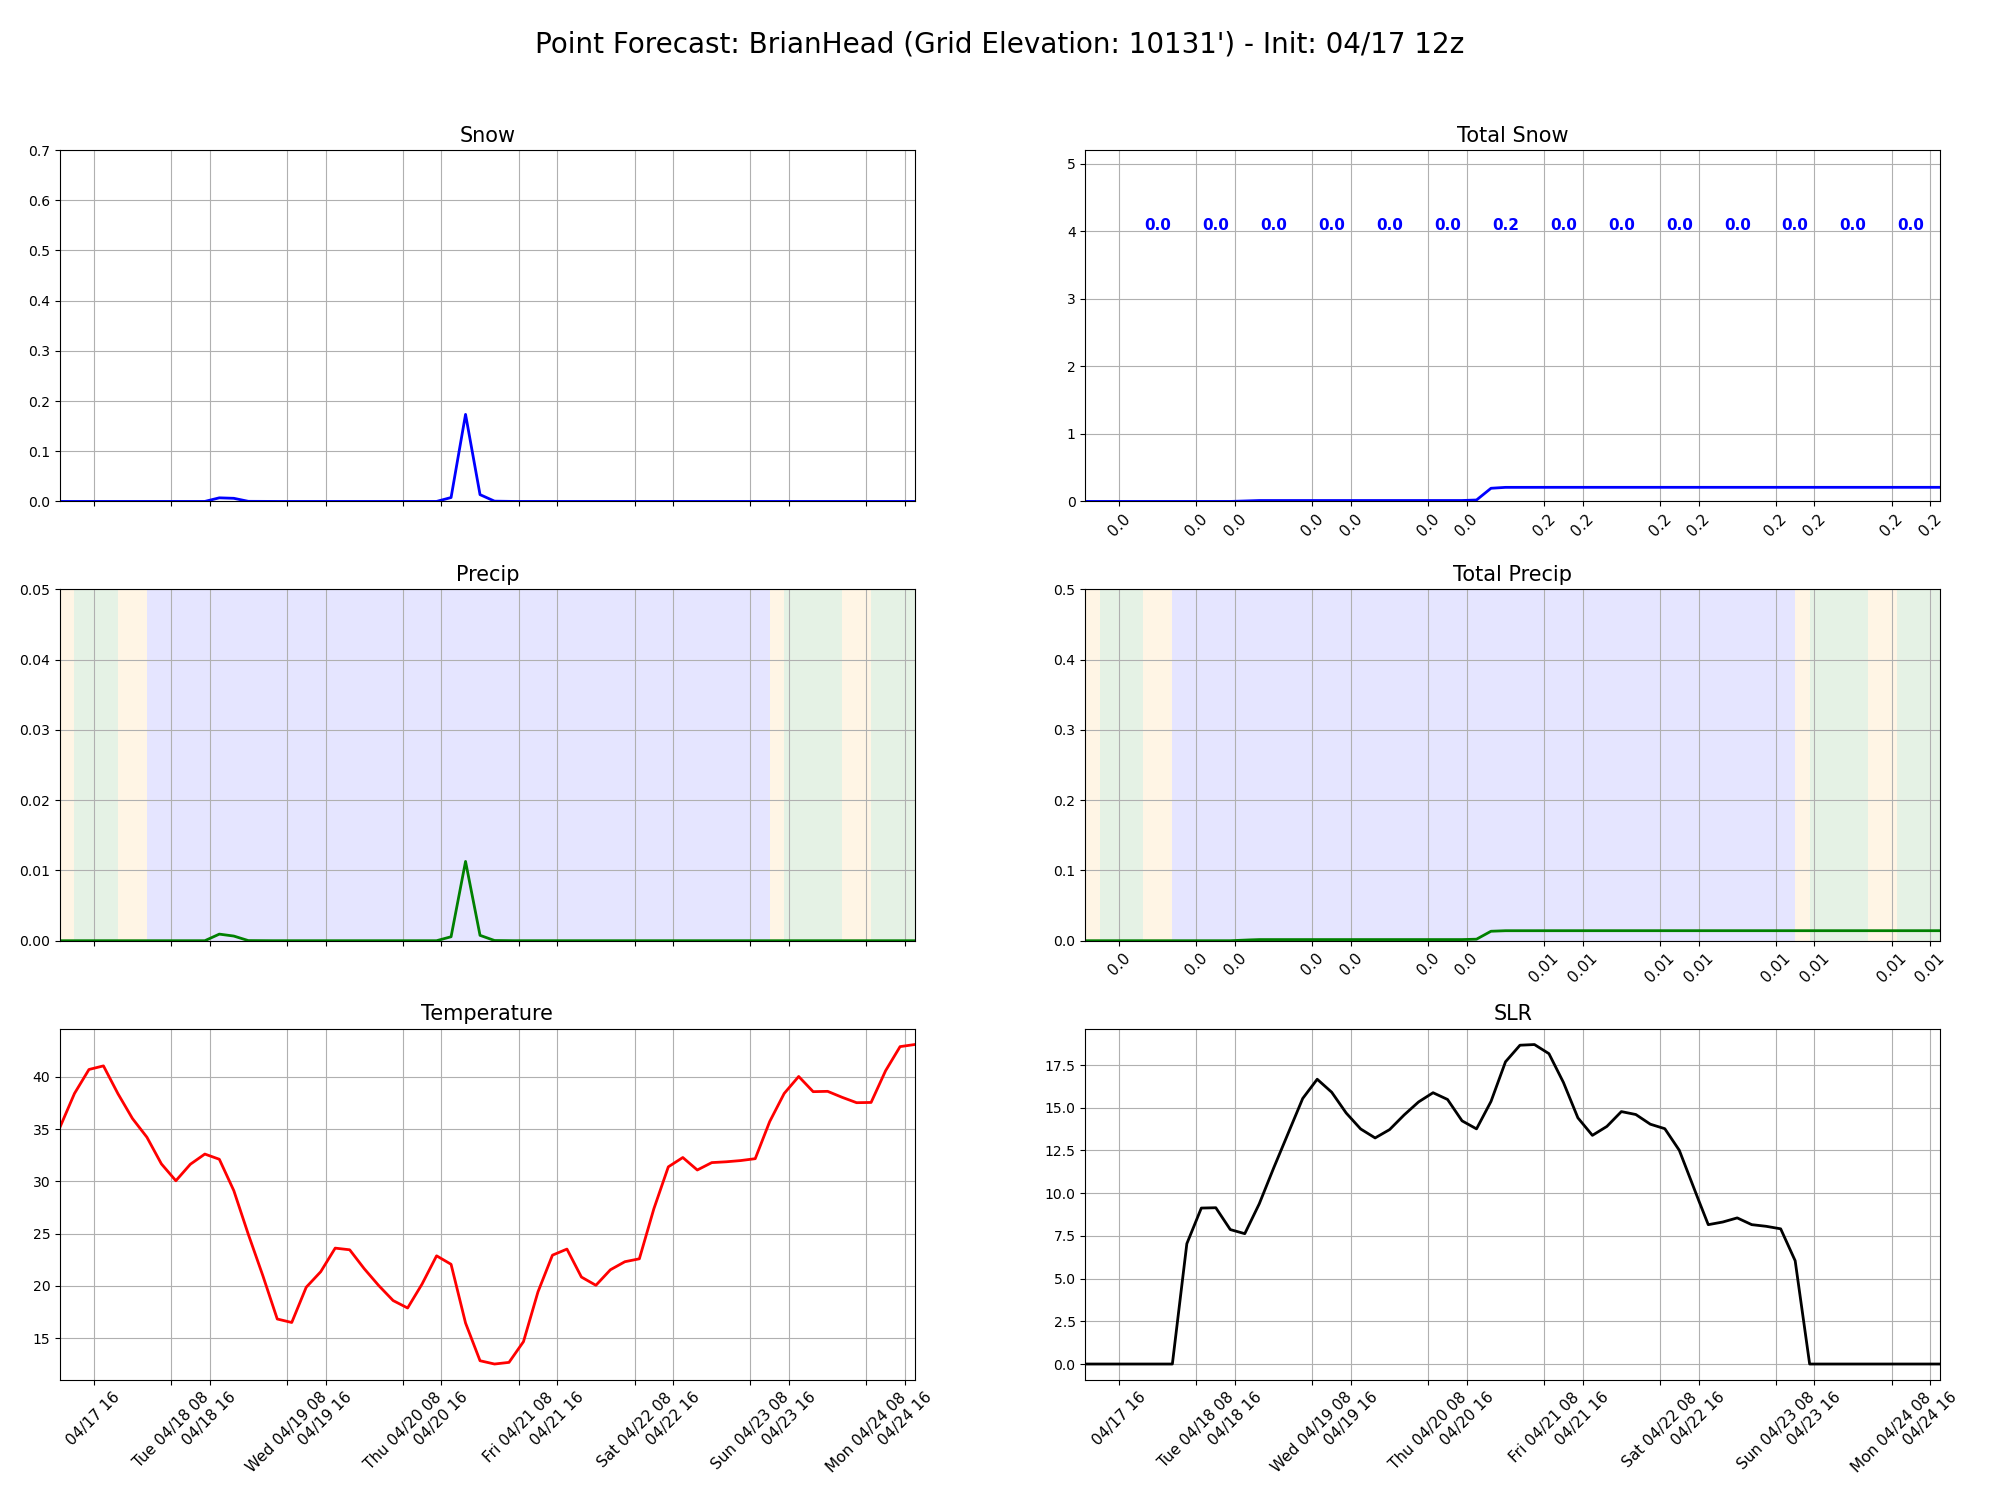 Point Forecast: BrianHead (Grid Elevation: 10131') - Init: 04/17 12z
Snow
0.7
0.6
0.5
0.4
0.3
0.2
0.1
0.0
Total Snow
5
4
3
2
1
0
0.0 0.0 0.0 0.0 0.0 0.0 0.2 0.0 0.0 0.0 0.0 0.0 0.0 0.0
0.0 0.0 0.0 0.0 0.0 0.0 0.0 0.2 0.2 0.2 0.2 0.2 0.2 0.2 0.2
Precip
0.05
0.04
0.03
0.02
0.01
0.00
Total Precip
0.5
0.4
0.3
0.2
0.1
0.0
0.0 0.0 0.0 0.0 0.0 0.0 0.0 0.01 0.01 0.01 0.01 0.01 0.01 0.01 0.01
Temperature
40
35
30
25
20
15
04/17 16
Tue 04/18 08
04/18 16
Wed 04/19 08
04/19 16
Thu 04/20 08
04/20 16
Fri 04/21 08
04/21 16
Sat 04/22 08
04/22 16
Sun 04/23 08
04/23 16
Mon 04/24 08
04/24 16
SLR
17.5
15.0
12.5
10.0
7.5
5.0
2.5
0.0
04/17 16
Tue 04/18 08
04/18 16
Wed 04/19 08
04/19 16
Thu 04/20 08
04/20 16
Fri 04/21 08
04/21 16
Sat 04/22 08
04/22 16
Sun 04/23 08
04/23 16
Mon 04/24 08
04/24 16